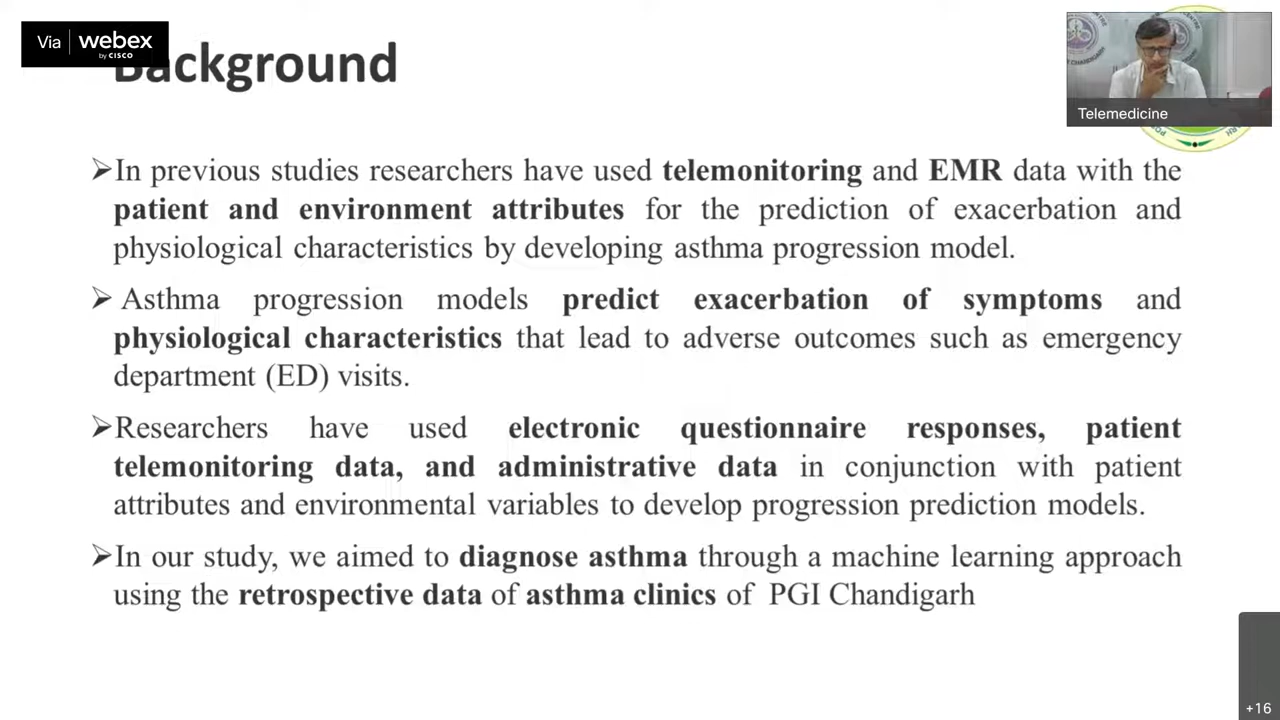 Via webex
by CISCO
Background
Telemedicine
➢In previous studies researchers have used telemonitoring and EMR data with the
patient and environment attributes for the prediction of exacerbation and
physiological characteristics by developing asthma progression model.
➢ Asthma progression models predict exacerbation of symptoms and
physiological characteristics that lead to adverse outcomes such as emergency
department (ED) visits.
➢Researchers have used electronic questionnaire responses, patient
telemonitoring data, and administrative data in conjunction with patient
attributes and environmental variables to develop progression prediction models.
➢In our study, we aimed to diagnose asthma through a machine learning approach
using the retrospective data of asthma clinics of PGI Chandigarh
+16